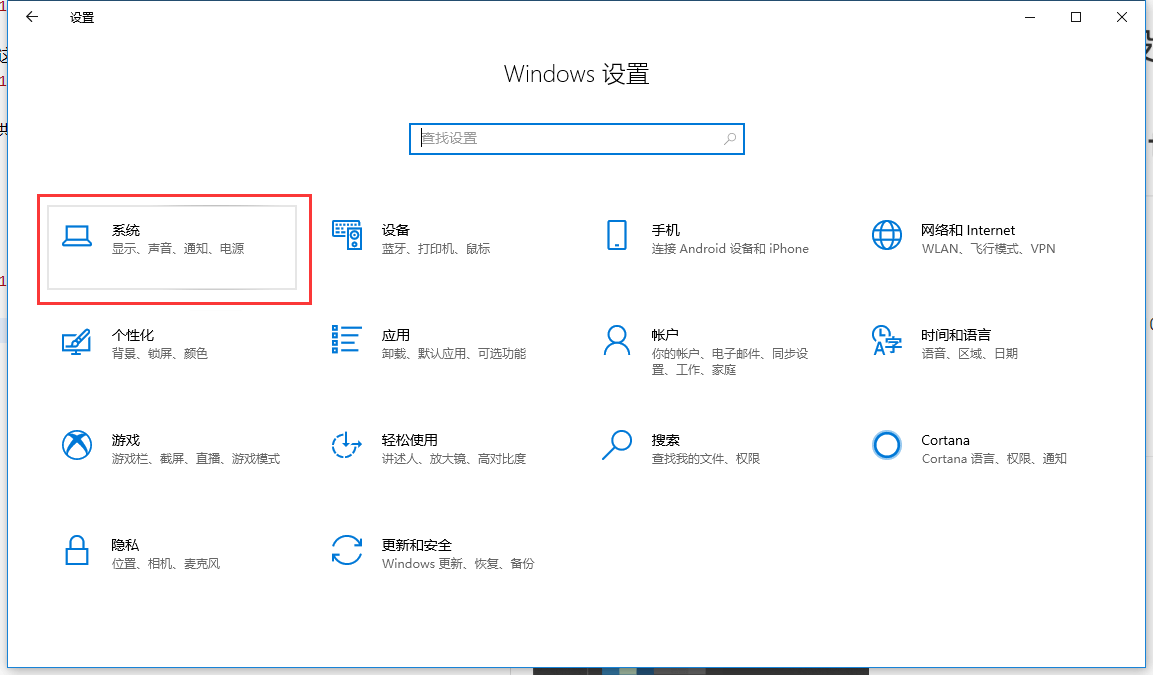 设置
Windows 设置
查找设置
系统
显示、声音、通知、电源
设备
蓝牙、打印机、鼠标
手机
连接 Android 设备和 iPhone
网络和 Internet
WLAN、飞行模式、VPN
个性化
背景、锁屏、颜色
应用
卸载、默认应用、可选功能
帐户
你的帐户、电子邮件、同步设
置、工作、家庭
时间和语言
语音、区域、日期
游戏
游戏栏、截屏、直播、游戏模式
轻松使用
讲述人、放大镜、高对比度
搜索
查找我的文件、权限
Cortana
Cortana 语言、权限、通知
隐私
位置、相机、麦克风
更新和安全
Windows 更新、恢复、备份